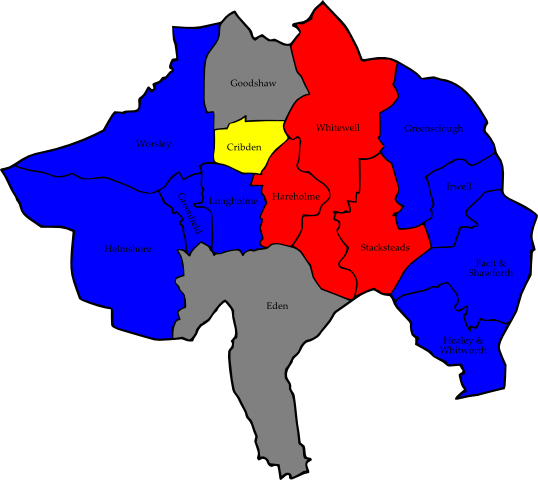 Goodshaw
Whitewell
Greensclough
Worsley
Cribden
Irwell
Greenfield
Longholme
Hareholme
Helmshore
Stacksteads
Facit &
Shawforth
Eden
Healey &
Whitworth